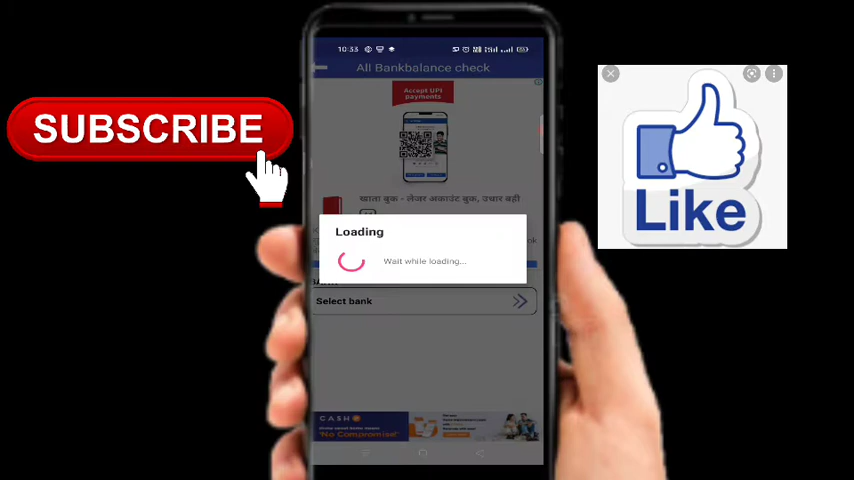 10:33
All Bankbalance check
Accept UPI
payments
SUBSCRIBE
Like
खाता बुक - लेजर अकाउंट बुक, उधार बही
Loading
Wait while loading...
Select bank
CASH
"No Compromise"